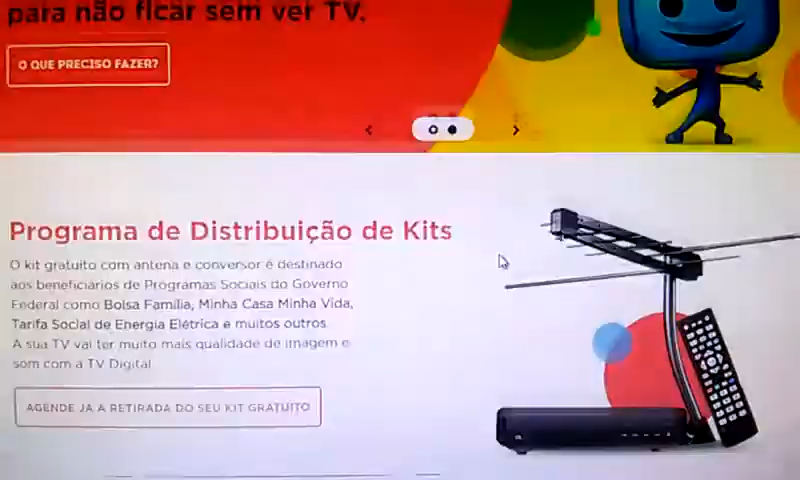 para não ficar sem ver TV.
O QUE PRECISO FAZER?
Programa de Distribuição de Kits
O kit gratuito com antena e conversor é destinado
aos beneficiários de Programas Sociais do Governo
Federal como Bolsa Família, Minha Casa Minha Vida,
Tarifa Social de Energia Elétrica e muitos outros.
A sua TV vai ter muito mais qualidade de imagem e
som com a TV Digital.
AGENDE JA A RETIRADA DO SEU KIT GRATUITO